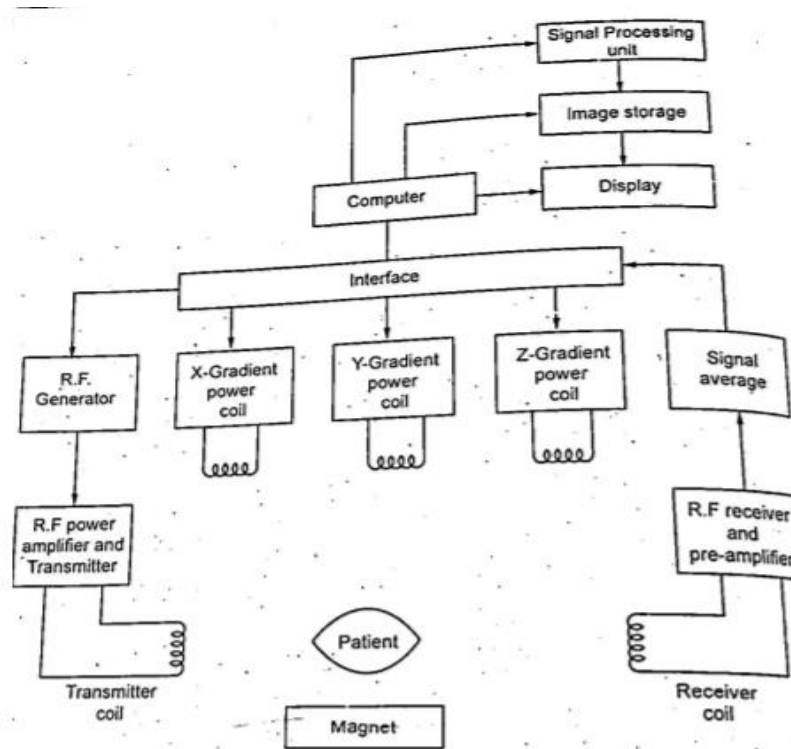 Signal Processing
unit
Image storage
Display
Computer
Interface
R.F.
Generator
X-Gradient
power
coil
Y-Gradient
power
coil
Z-Gradient
power
coil
Signal
average
R.F power
amplifier and
Transmitter
R.F receiver
and
pre-amplifier
Transmitter
coil
Patient
Receiver
coil
Magnet